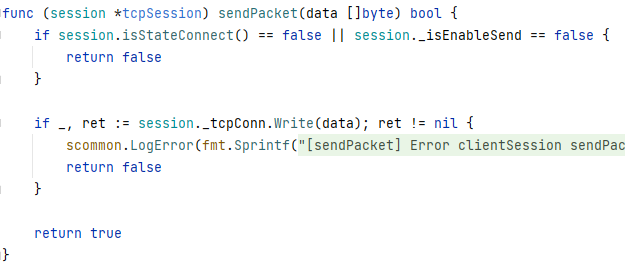 func (session *tcpSession) sendPacket(data []byte) bool {
    if session.isStateConnect() == false || session._isEnableSend == false {
        return false
    }

    if _, ret := session._tcpConn.Write(data); ret != nil {
        scommon.LogError(fmt.Sprintf("[sendPacket] Error clientSession sendPac
        return false
    }

    return true
}